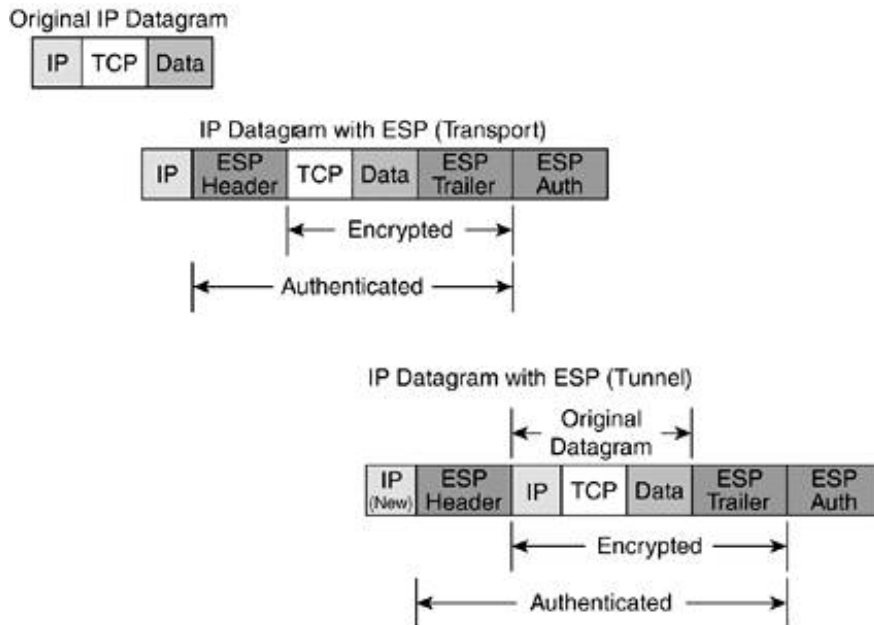 Original IP Datagram
IP TCP Data
IP Datagram with ESP (Transport)
IP ESP Header TCP Data ESP Trailer ESP Auth
Encrypted
Authenticated
IP Datagram with ESP (Tunnel)
Original Datagram
IP (New) ESP Header IP TCP Data ESP Trailer ESP Auth
Encrypted
Authenticated